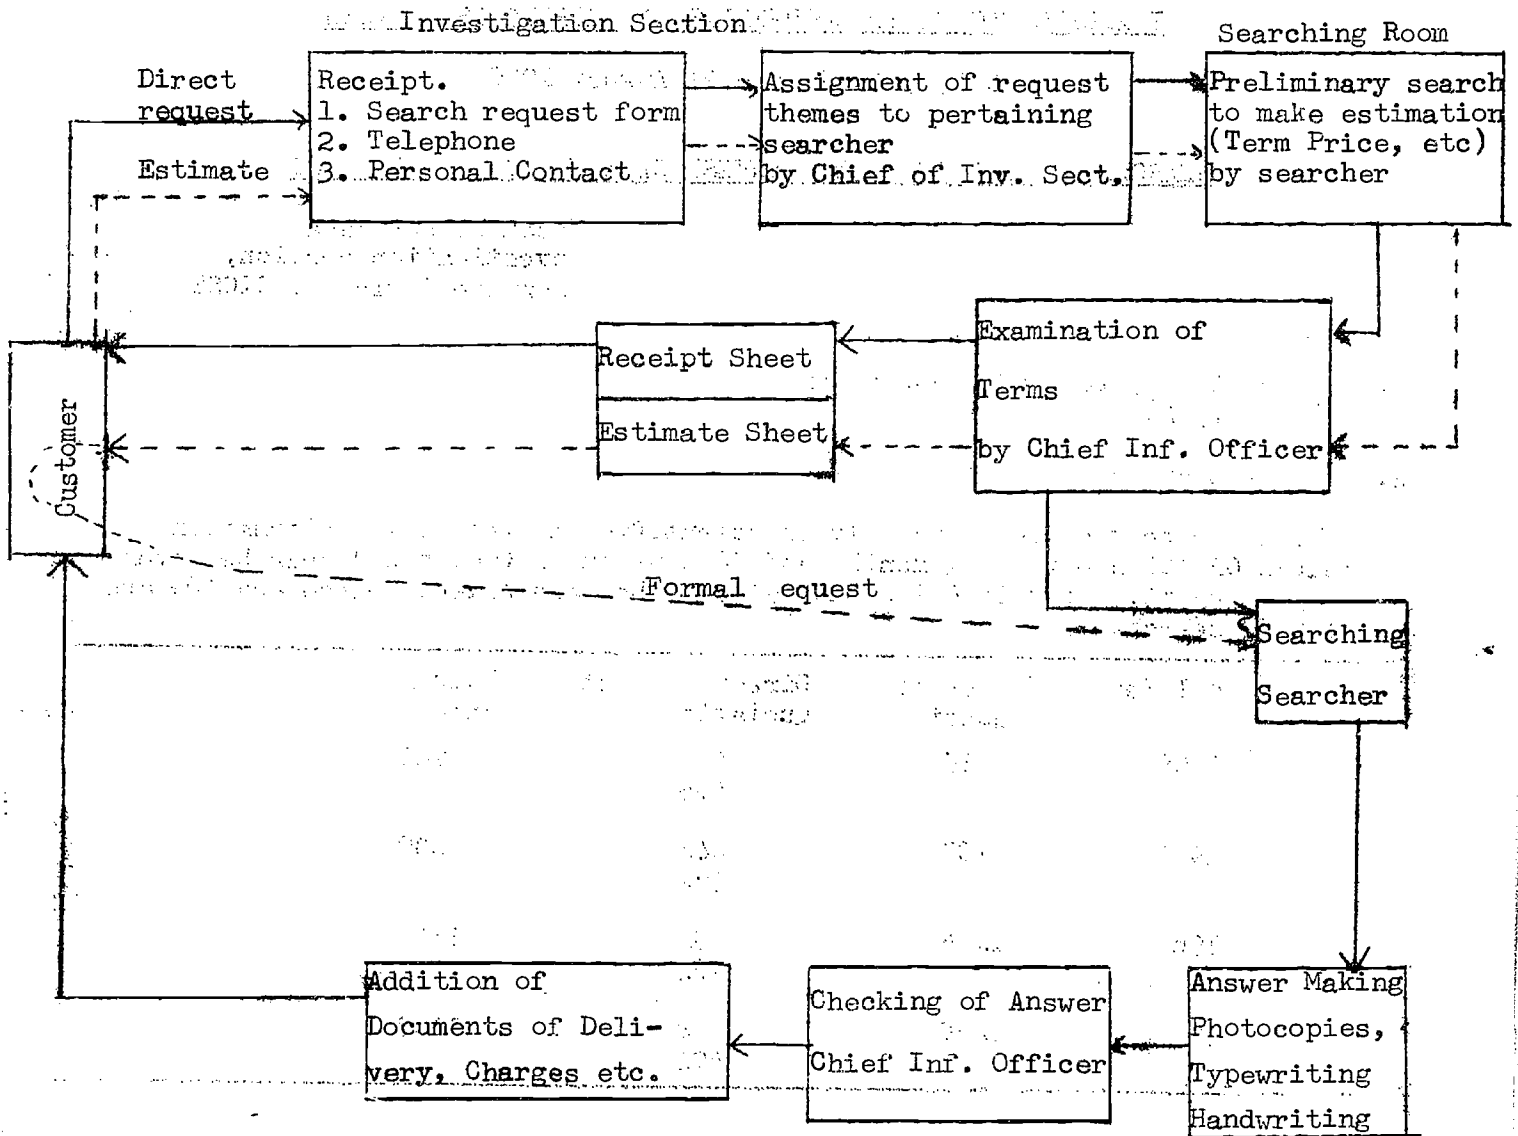 Investigation Section
Searching Room
Direct
request
Estimate
Receipt.
1. Search request form
2. Telephone
3. Personal Contact
Assignment of request
themes to pertaining
searcher
by Chief of Inv. Sect.
Preliminary search
to make estimation
(Term Price, etc)
by searcher
Customer
Receipt Sheet
Estimate Sheet
Examination of
Terms
by Chief Inf. Officer
Formal equest
Searching
Searcher
Addition of
Documents of Deli-
very, Charges etc.
Checking of Answer
Chief Inf. Officer
Answer Making
Photocopies,
Typewriting
Handwriting